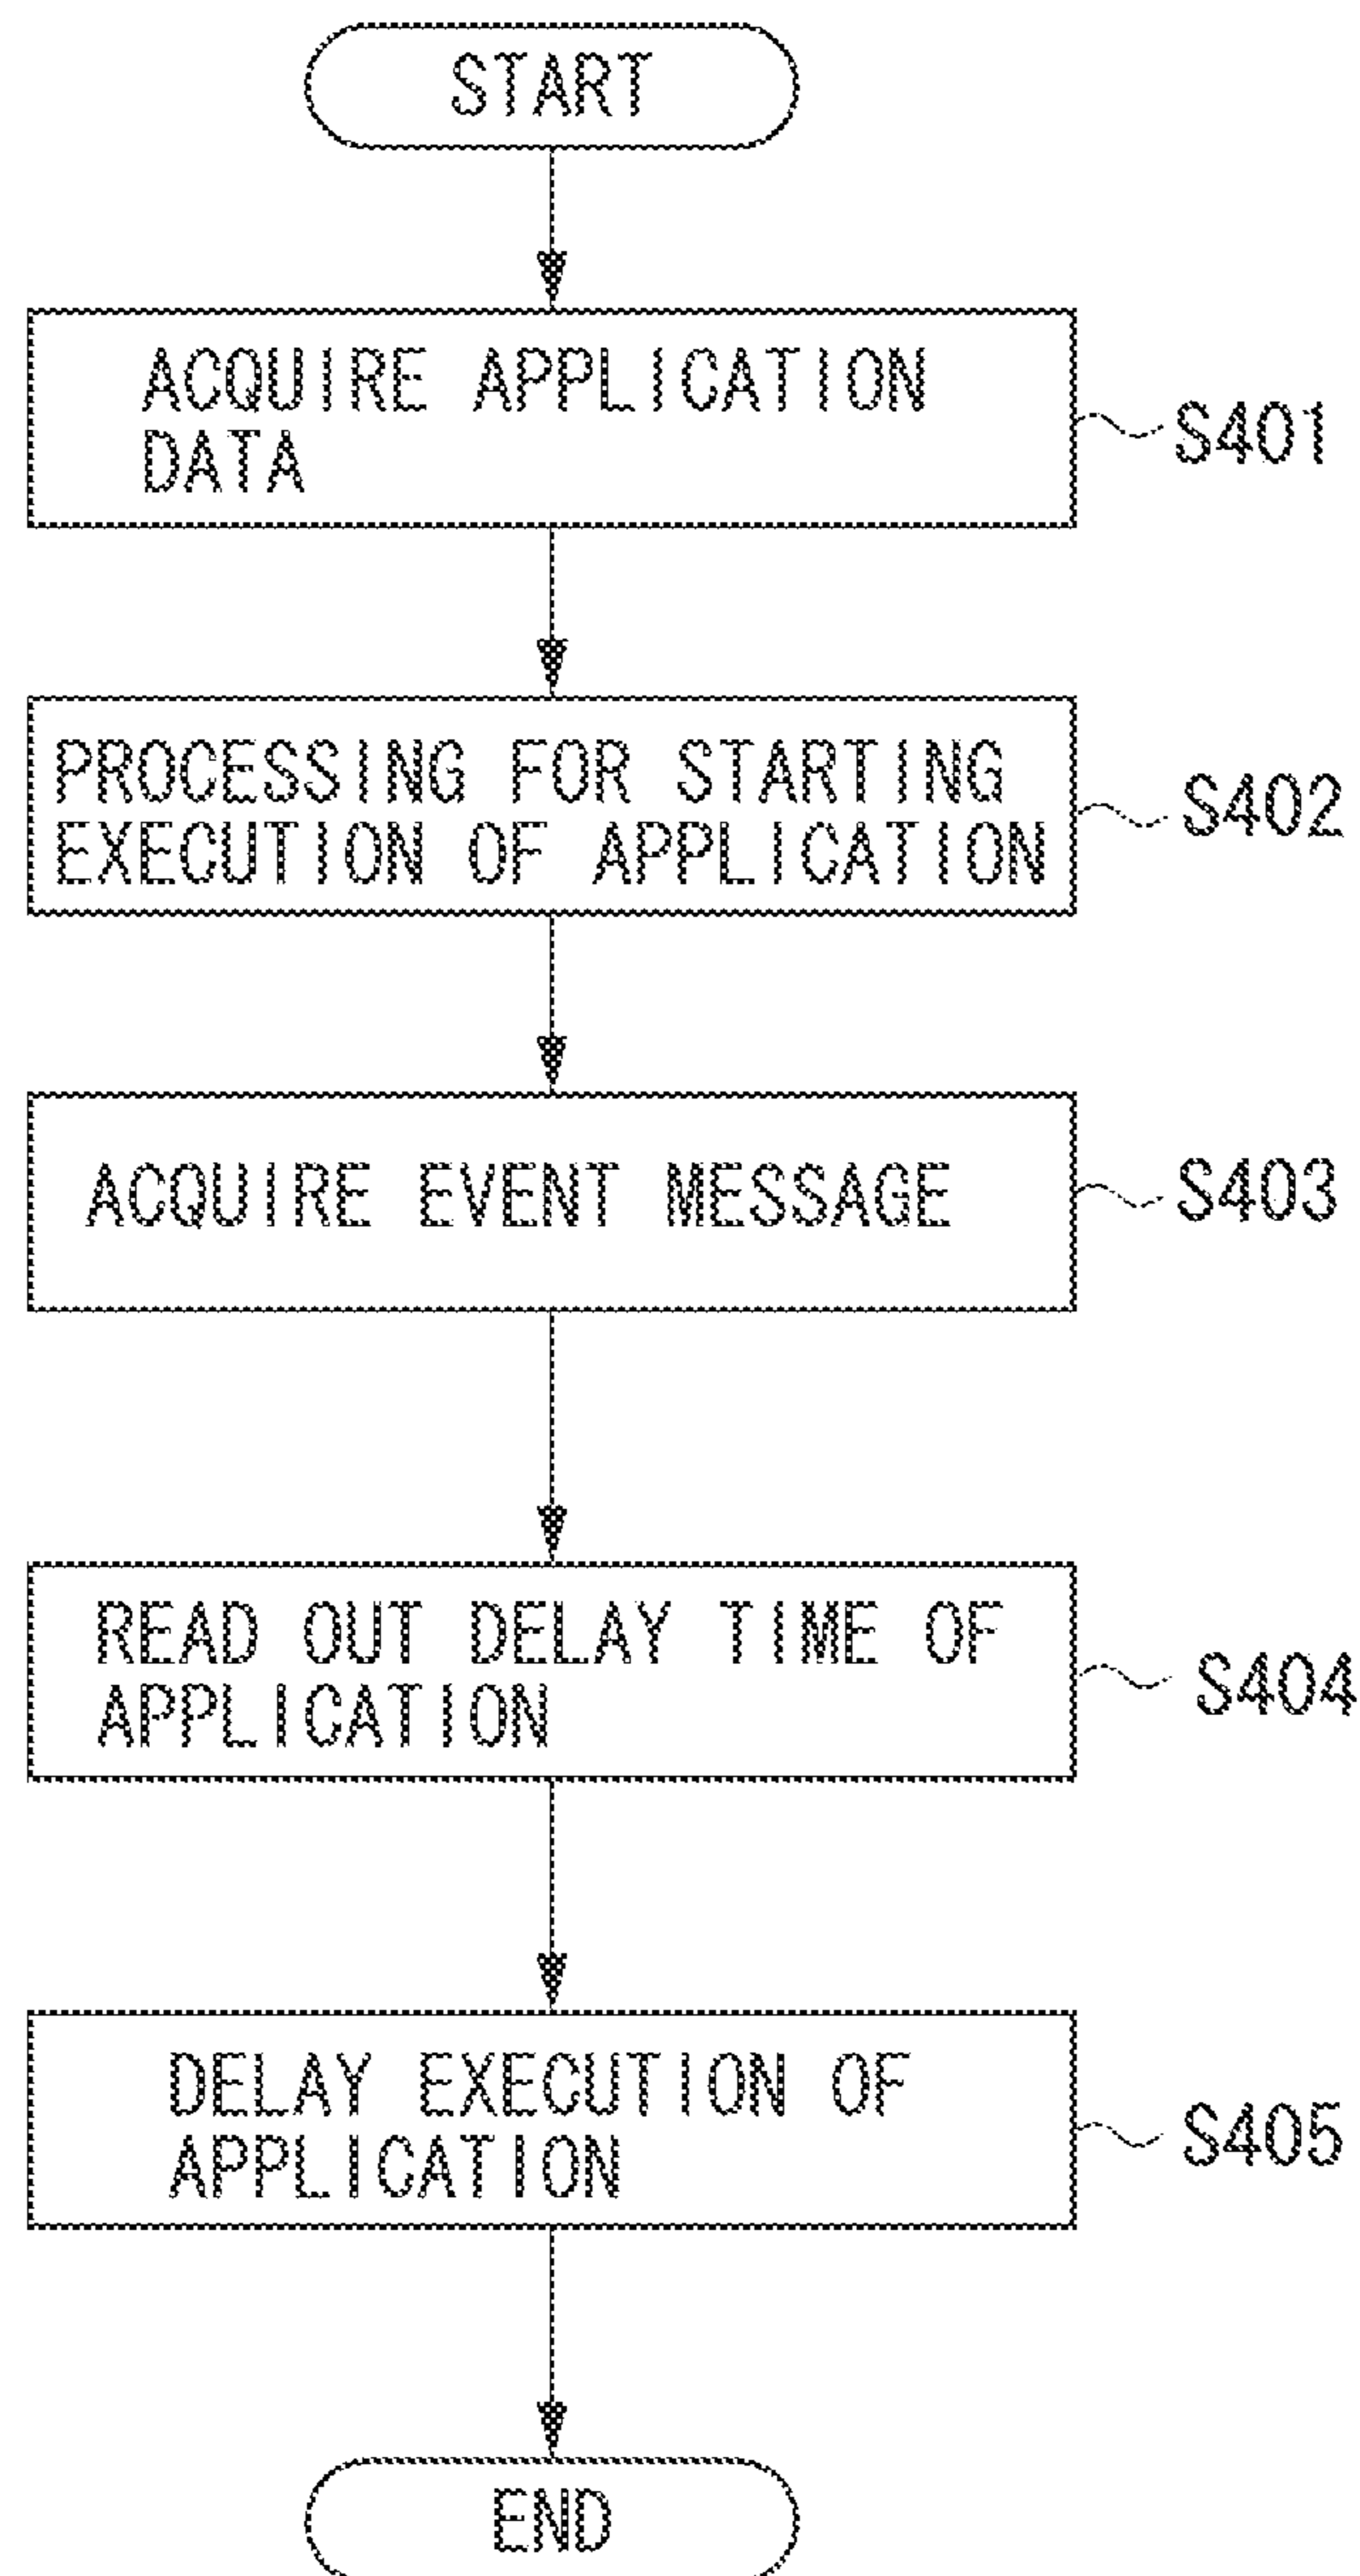 START
ACQUIRE APPLICATION
DATA
S401
PROCESSING FOR STARTING
EXECUTION OF APPLICATION
S402
ACQUIRE EVENT MESSAGE
S403
READ OUT DELAY TIME OF
APPLICATION
S404
DELAY EXECUTION OF
APPLICATION
S405
END